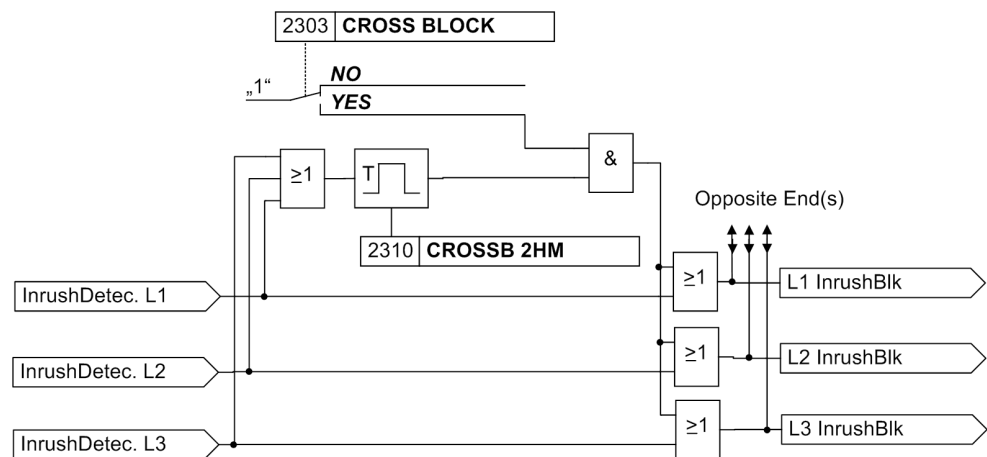 2303 CROSS BLOCK
NO
„1“
YES
≥1
T
&
Opposite End(s)
2310 CROSSB 2HM
InrushDetec. L1
≥1
L1 InrushBlk
InrushDetec. L2
≥1
L2 InrushBlk
InrushDetec. L3
≥1
L3 InrushBlk